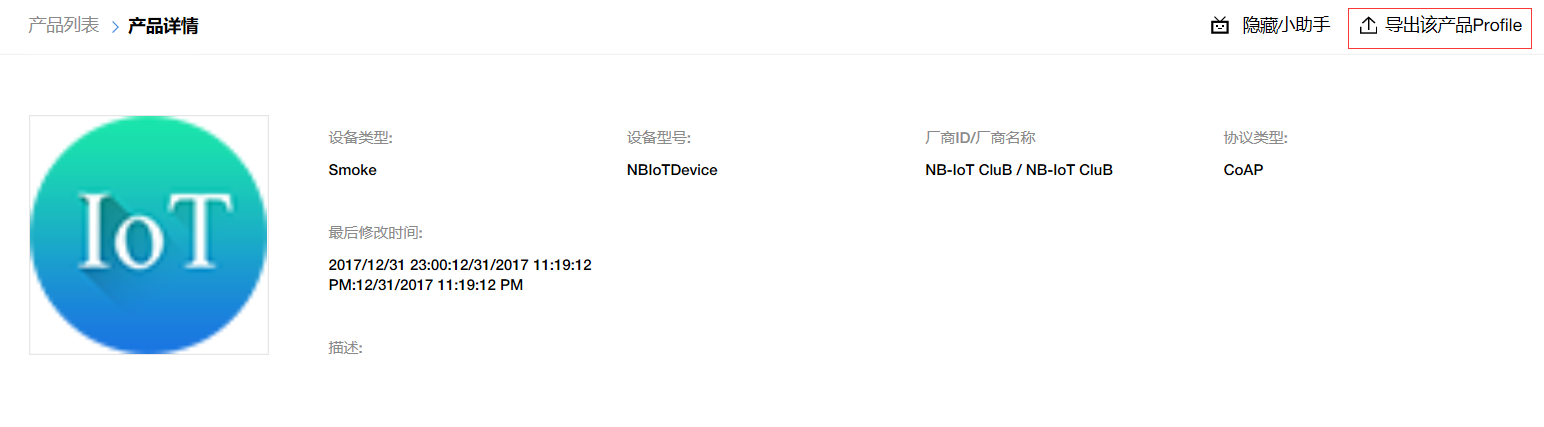 产品列表 > 产品详情
隐藏小助手
导出该产品Profile
IoT
设备类型:
设备型号:
厂商ID/厂商名称
协议类型:
Smoke
NBIoTDevice
NB-IoT CluB / NB-IoT CluB
CoAP
最后修改时间:
2017/12/31 23:00:12/31/2017 11:19:12
PM:12/31/2017 11:19:12 PM
描述: